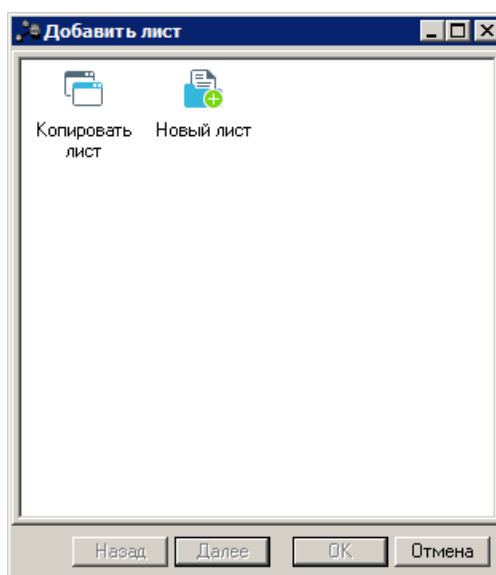 Добавить лист
Копировать
лист
Новый лист
Назад
Далее
OK
Отмена